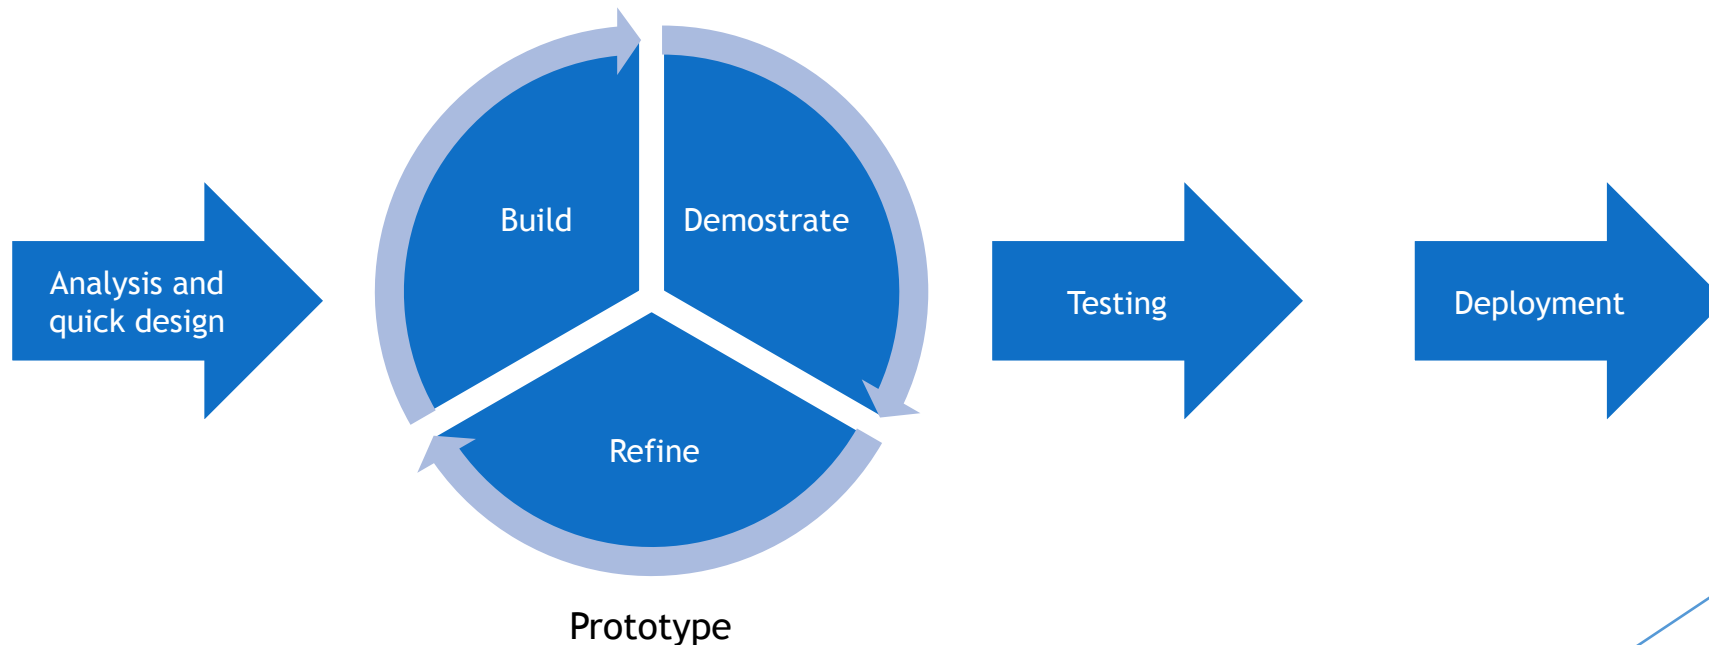 Analysis and
quick design
Build
Demostrate
Refine
Prototype
Testing
Deployment